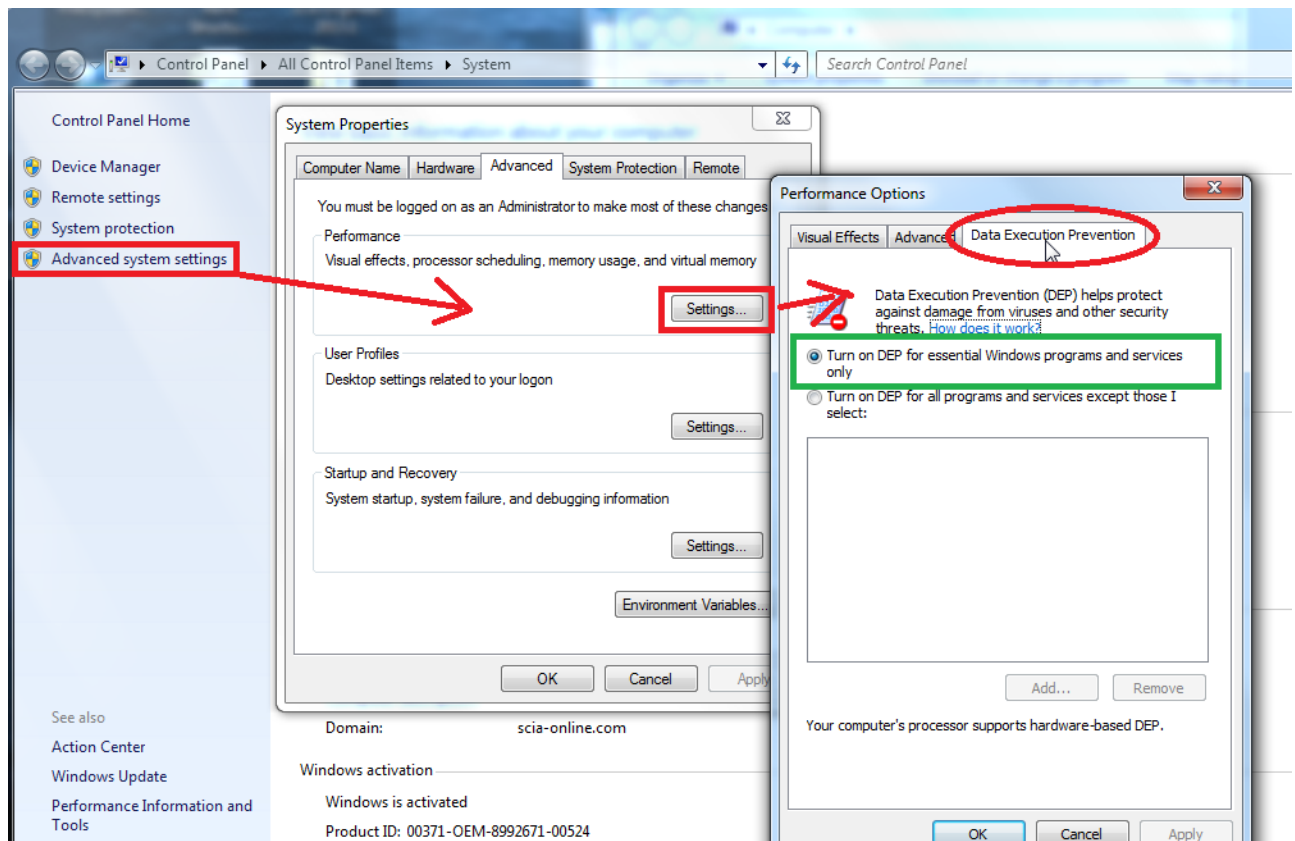 Control Panel
All Control Panel Items
System
Search Control Panel
Control Panel Home
Device Manager
Remote settings
System protection
Advanced system settings
See also
Action Center
Windows Update
Performance Information and
Tools
System Properties
Computer Name
Hardware
Advanced
System Protection
Remote
You must be logged on as an Administrator to make most of these changes
Performance
Visual effects, processor scheduling, memory usage, and virtual memory
Settings...
User Profiles
Desktop settings related to your logon
Settings...
Startup and Recovery
System startup, system failure, and debugging information
Settings...
Environment Variables...
OK
Cancel
Apply
Domain:
scia-online.com
Windows activation
Windows is activated
Product ID: 00371-OEM-8992671-00524
Performance Options
Visual Effects
Advanced
Data Execution Prevention
Data Execution Prevention (DEP) helps protect
against damage from viruses and other security
threats. How does it work?
Turn on DEP for essential Windows programs and services
only
Turn on DEP for all programs and services except those I
select:
Add...
Remove
Your computer's processor supports hardware-based DEP.
OK
Cancel
Apply